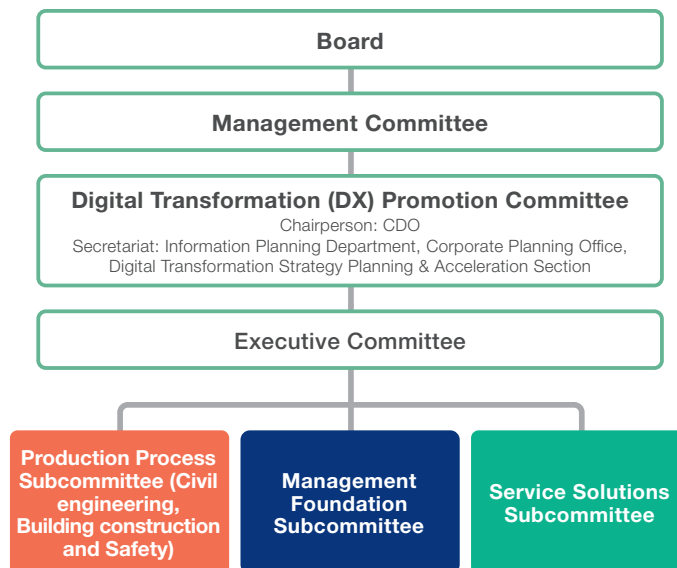 Board
Management Committee
Digital Transformation (DX) Promotion Committee
Chairperson: CDO
Secretariat: Information Planning Department, Corporate Planning Office,
Digital Transformation Strategy Planning & Acceleration Section
Executive Committee
Production Process
Subcommittee (Civil
engineering,
Building construction
and Safety)
Management
Foundation
Subcommittee
Service Solutions
Subcommittee